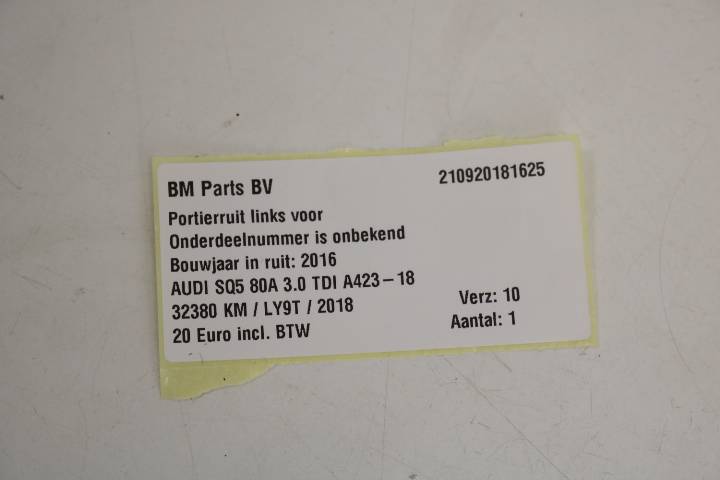 BM Parts BV 210920181625
Portierruit links voor
Onderdeelnummer is onbekend
Bouwjaar in ruit: 2016
AUDI SQ5 80A 3.0 TDI A423-18
32380 KM / LY9T / 2018 Verz: 10
20 Euro incl. BTW Aantal: 1